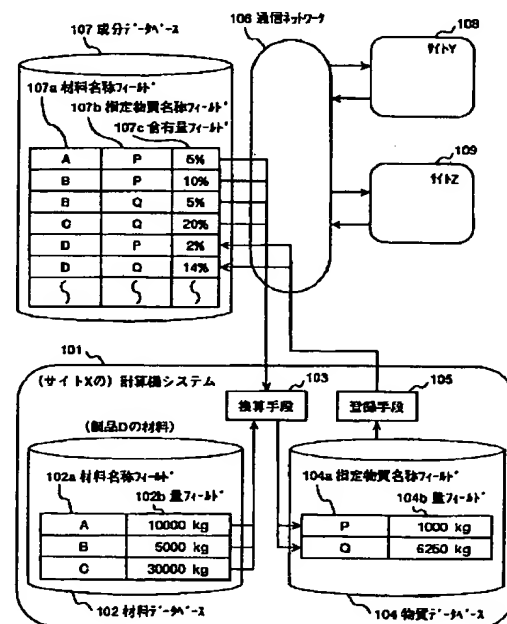 107 成分データベース
106 通信ネットワーク
108
サイトY
107a 材料名称フィールド
107b 指定物質名称フィールド
107c 含有量フィールド
109
サイトZ
A P 5%
B P 10%
B Q 5%
C Q 20%
D P 2%
D Q 14%
101
(サイトXの) 計算機システム
103
105
換算手段
登録手段
(製品Dの材料)
102a 材料名称フィールド
102b 量フィールド
104a 指定物質名称フィールド
104b 量フィールド
A 10000 kg
B 5000 kg
C 30000 kg
P 1000 kg
Q 6250 kg
102 材料データベース
104 物質データベース